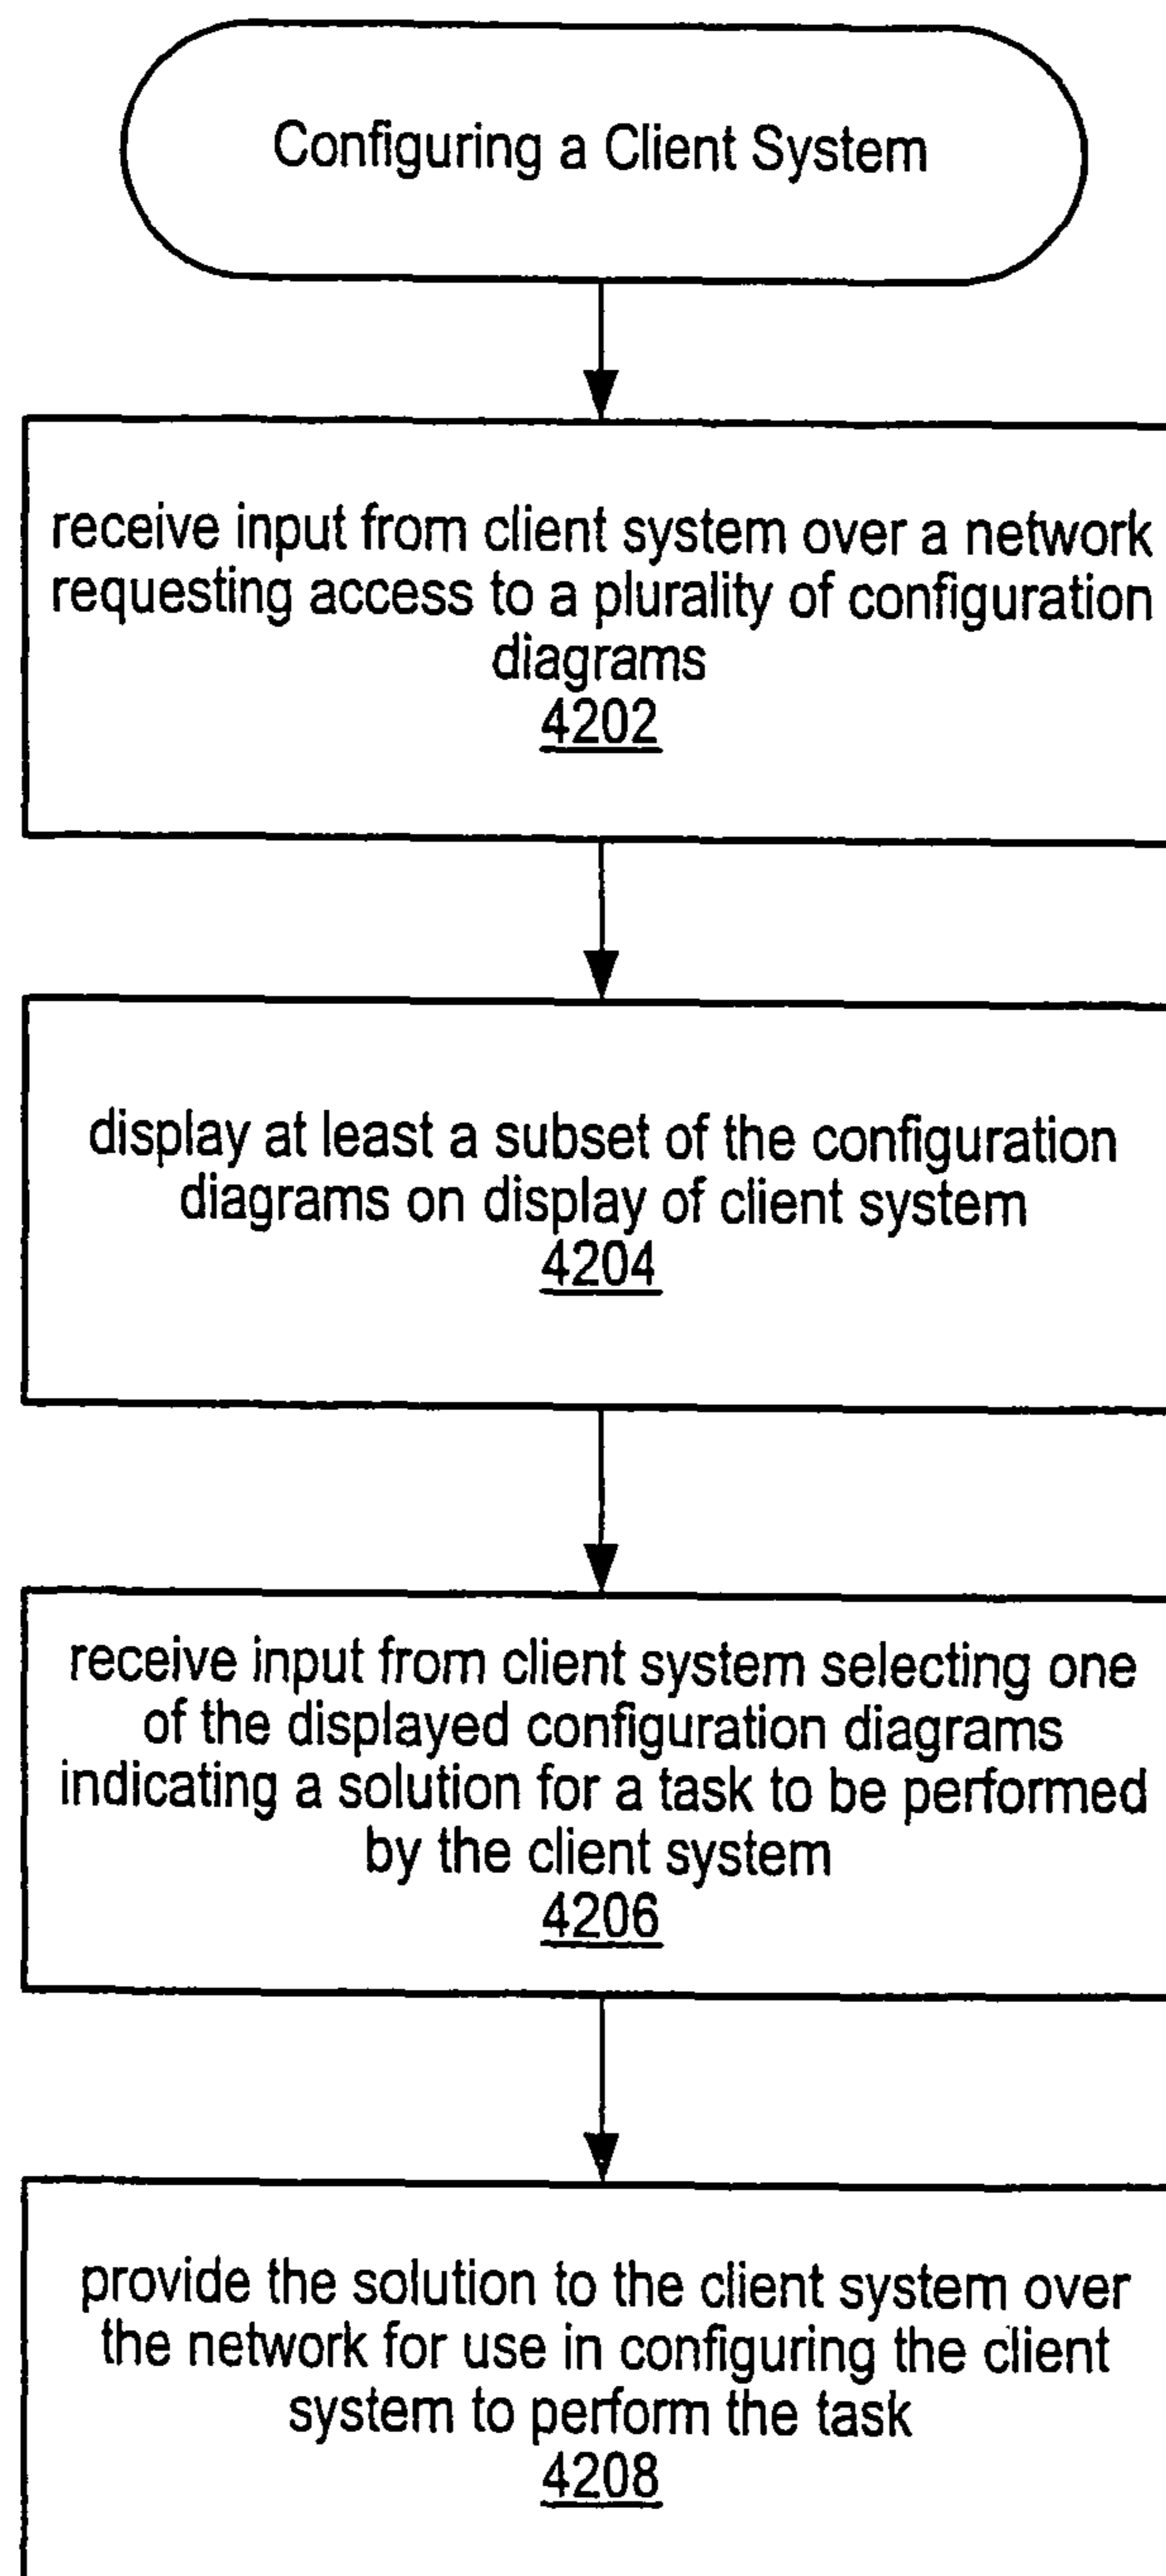 Configuring a Client System
receive input from client system over a network
requesting access to a plurality of configuration
diagrams
4202
display at least a subset of the configuration
diagrams on display of client system
4204
receive input from client system selecting one
of the displayed configuration diagrams
indicating a solution for a task to be performed
by the client system
4206
provide the solution to the client system over
the network for use in configuring the client
system to perform the task
4208